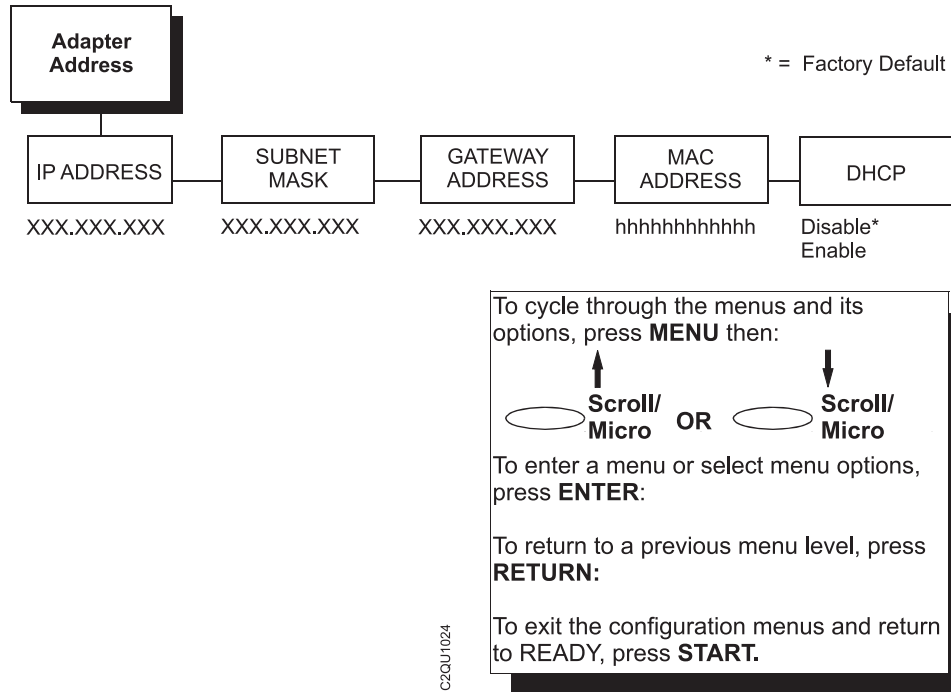 Adapter
Address
* = Factory Default
IP ADDRESS
SUBNET
MASK
GATEWAY
ADDRESS
MAC
ADDRESS
DHCP
XXX.XXX.XXX
XXX.XXX.XXX
XXX.XXX.XXX
hhhhhhhhhhhh
Disable*
Enable
To cycle through the menus and its
options, press MENU then:
Scroll/
Micro
OR
Scroll/
Micro
To enter a menu or select menu options,
press ENTER:
To return to a previous menu level, press
RETURN:
To exit the configuration menus and return
to READY, press START.
C2QU1024